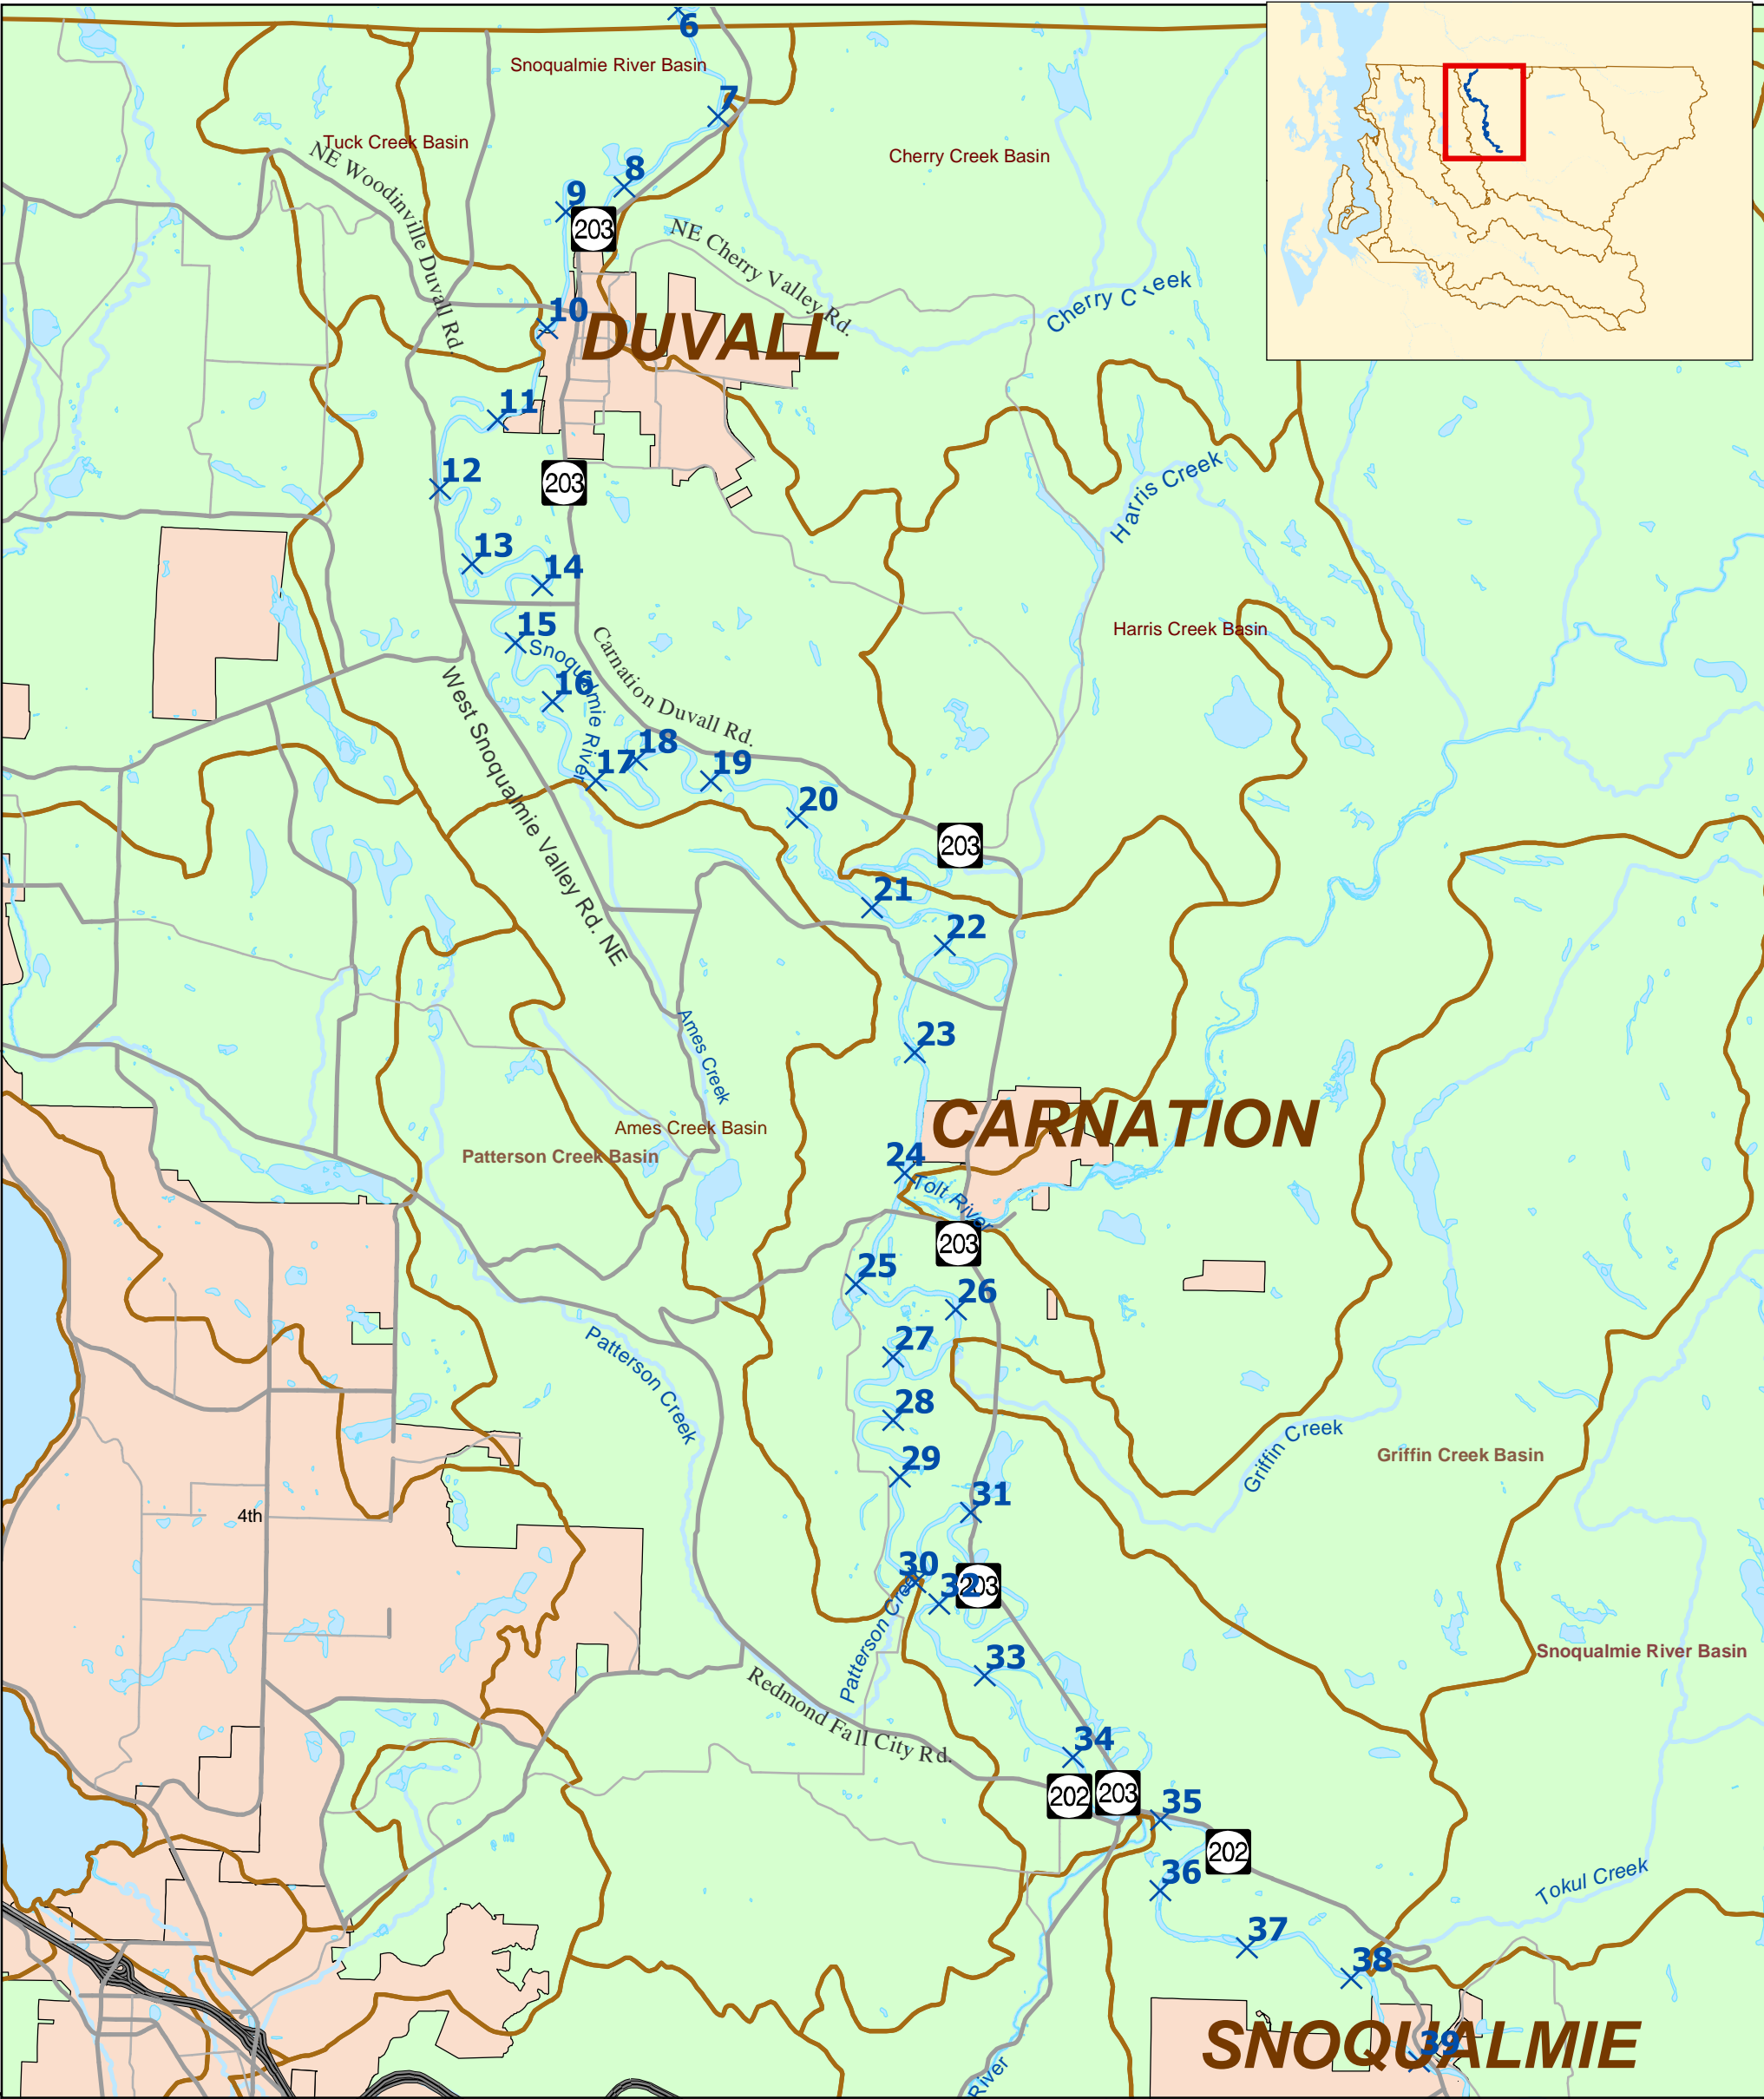 6
Snoqualmie River Basin
7
Tuck Creek Basin
NE Woodinville Duvall Rd.
Cherry Creek Basin
8
9
203
NE Cherry Valley Rd.
Cherry Creek
10
DUVALL
11
12
203
Harris Creek
13
14
15
Snoqualmie River
Carnation Duvall Rd.
Harris Creek Basin
16
West Snoqualmie Valley Rd. NE
17
18
19
20
203
21
22
23
Ames Creek
CARNATION
Ames Creek Basin
Patterson Creek Basin
24
Tolt River
203
25
26
27
Patterson Creek
28
Griffin Creek
Griffin Creek Basin
29
31
4th
30
32
203
Patterson Creek
33
Snoqualmie River Basin
Redmond Fall City Rd.
34
202
203
35
202
36
Tokul Creek
37
38
SNOQUALMIE
39
River